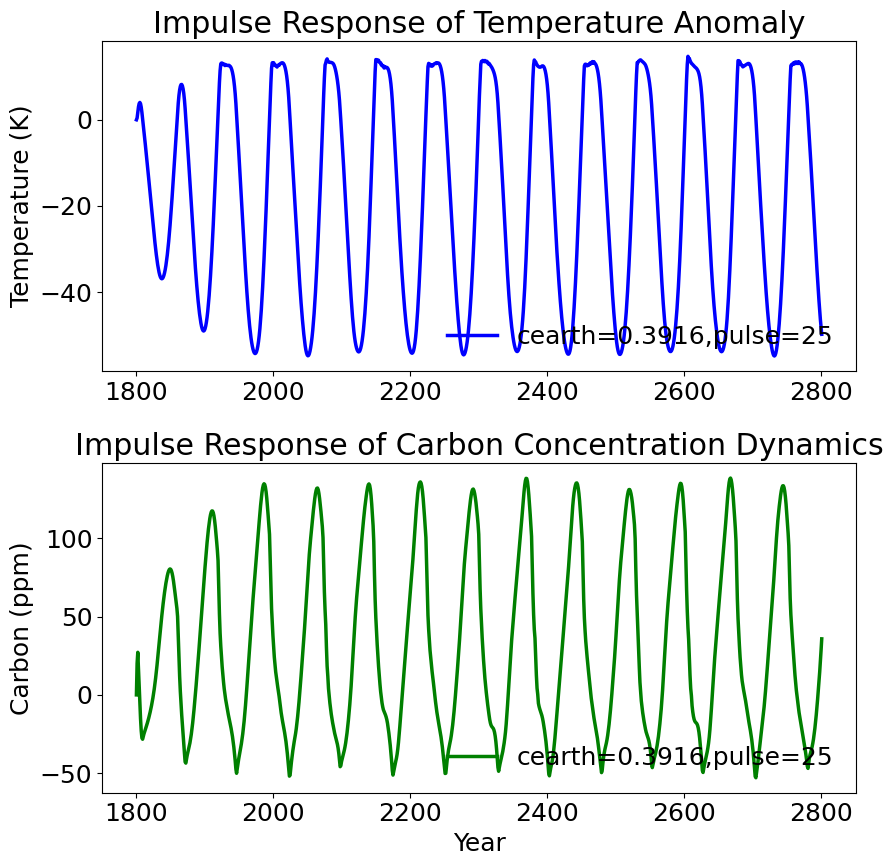 Impulse Response of Temperature Anomaly
Temperature (K)
0
−20
−40
cearth=0.3916,pulse=25
1800
2000
2200
2400
2600
2800
Impulse Response of Carbon Concentration Dynamics
Carbon (ppm)
100
50
0
−50
cearth=0.3916,pulse=25
1800
2000
2200
2400
2600
2800
Year